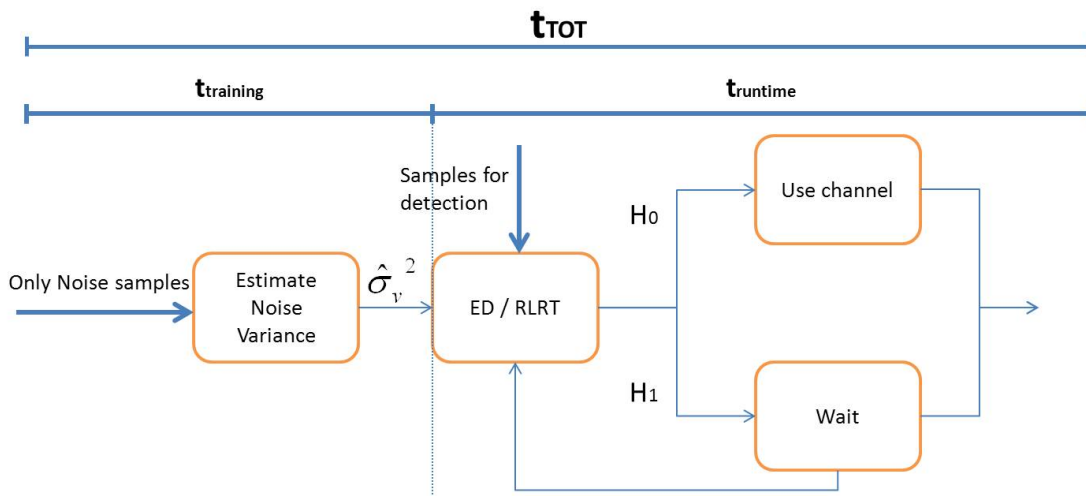 tTOT
ttraining
truntime
Samples for
detection
Use channel
H0
Only Noise samples
Estimate
Noise
Variance
σ̂v²
ED / RLRT
H1
Wait